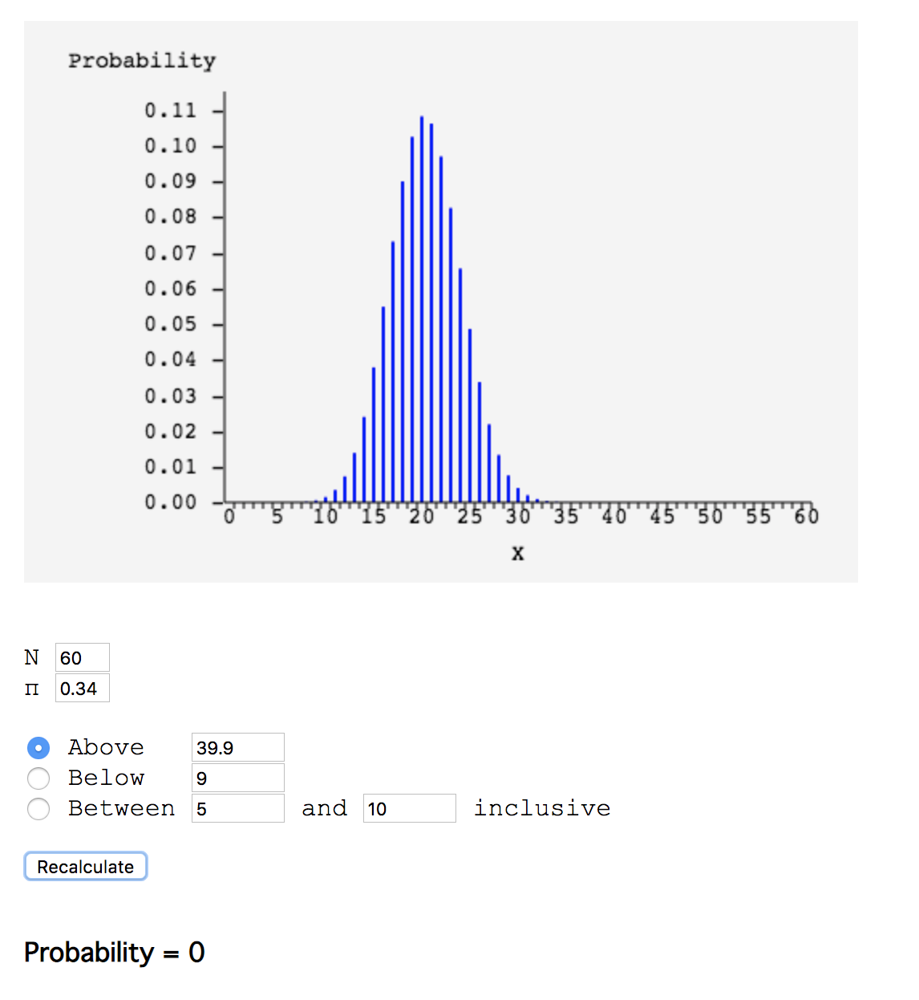 Probability
0.11
0.10
0.09
0.08
0.07
0.06
0.05
0.04
0.03
0.02
0.01
0.00
0 5 10 15 20 25 30 35 40 45 50 55 60
X
N 60
π 0.34
Above 39.9
Below 9
Between 5 and 10 inclusive
Recalculate
Probability = 0